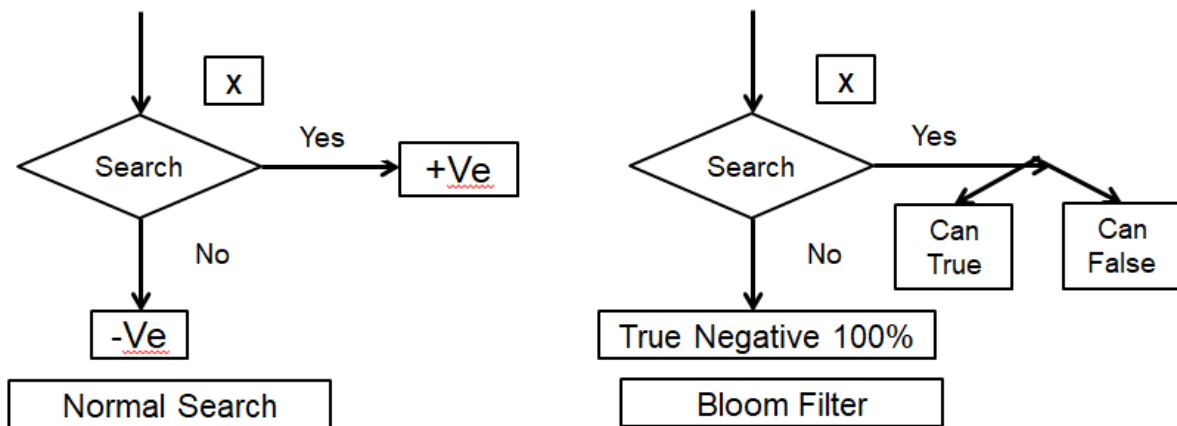 X
Yes
Search
+Ve
No
-Ve
Normal Search
X
Yes
Search
Can
True
Can
False
No
True Negative 100%
Bloom Filter